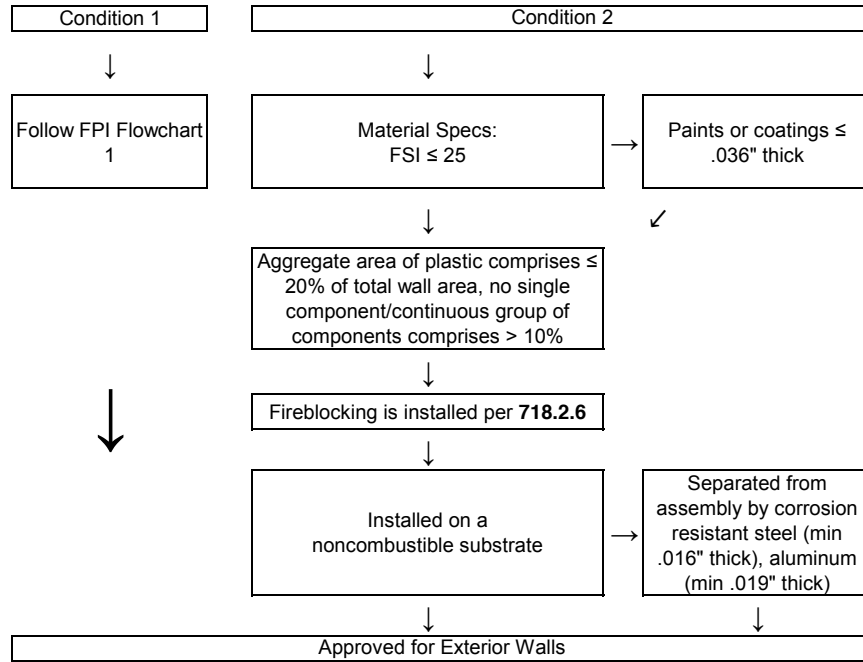 Condition 1
Condition 2
↓
↓
Follow FPI Flowchart
1
Material Specs:
FSI ≤ 25
→
Paints or coatings ≤
.036" thick
↓
↙
Aggregate area of plastic comprises ≤
20% of total wall area, no single
component/continuous group of
components comprises > 10%
↓
↓
Fireblocking is installed per 718.2.6
↓
Installed on a
noncombustible substrate
→
Separated from
assembly by corrosion
resistant steel (min
.016" thick), aluminum
(min .019" thick)
↓
↓
Approved for Exterior Walls